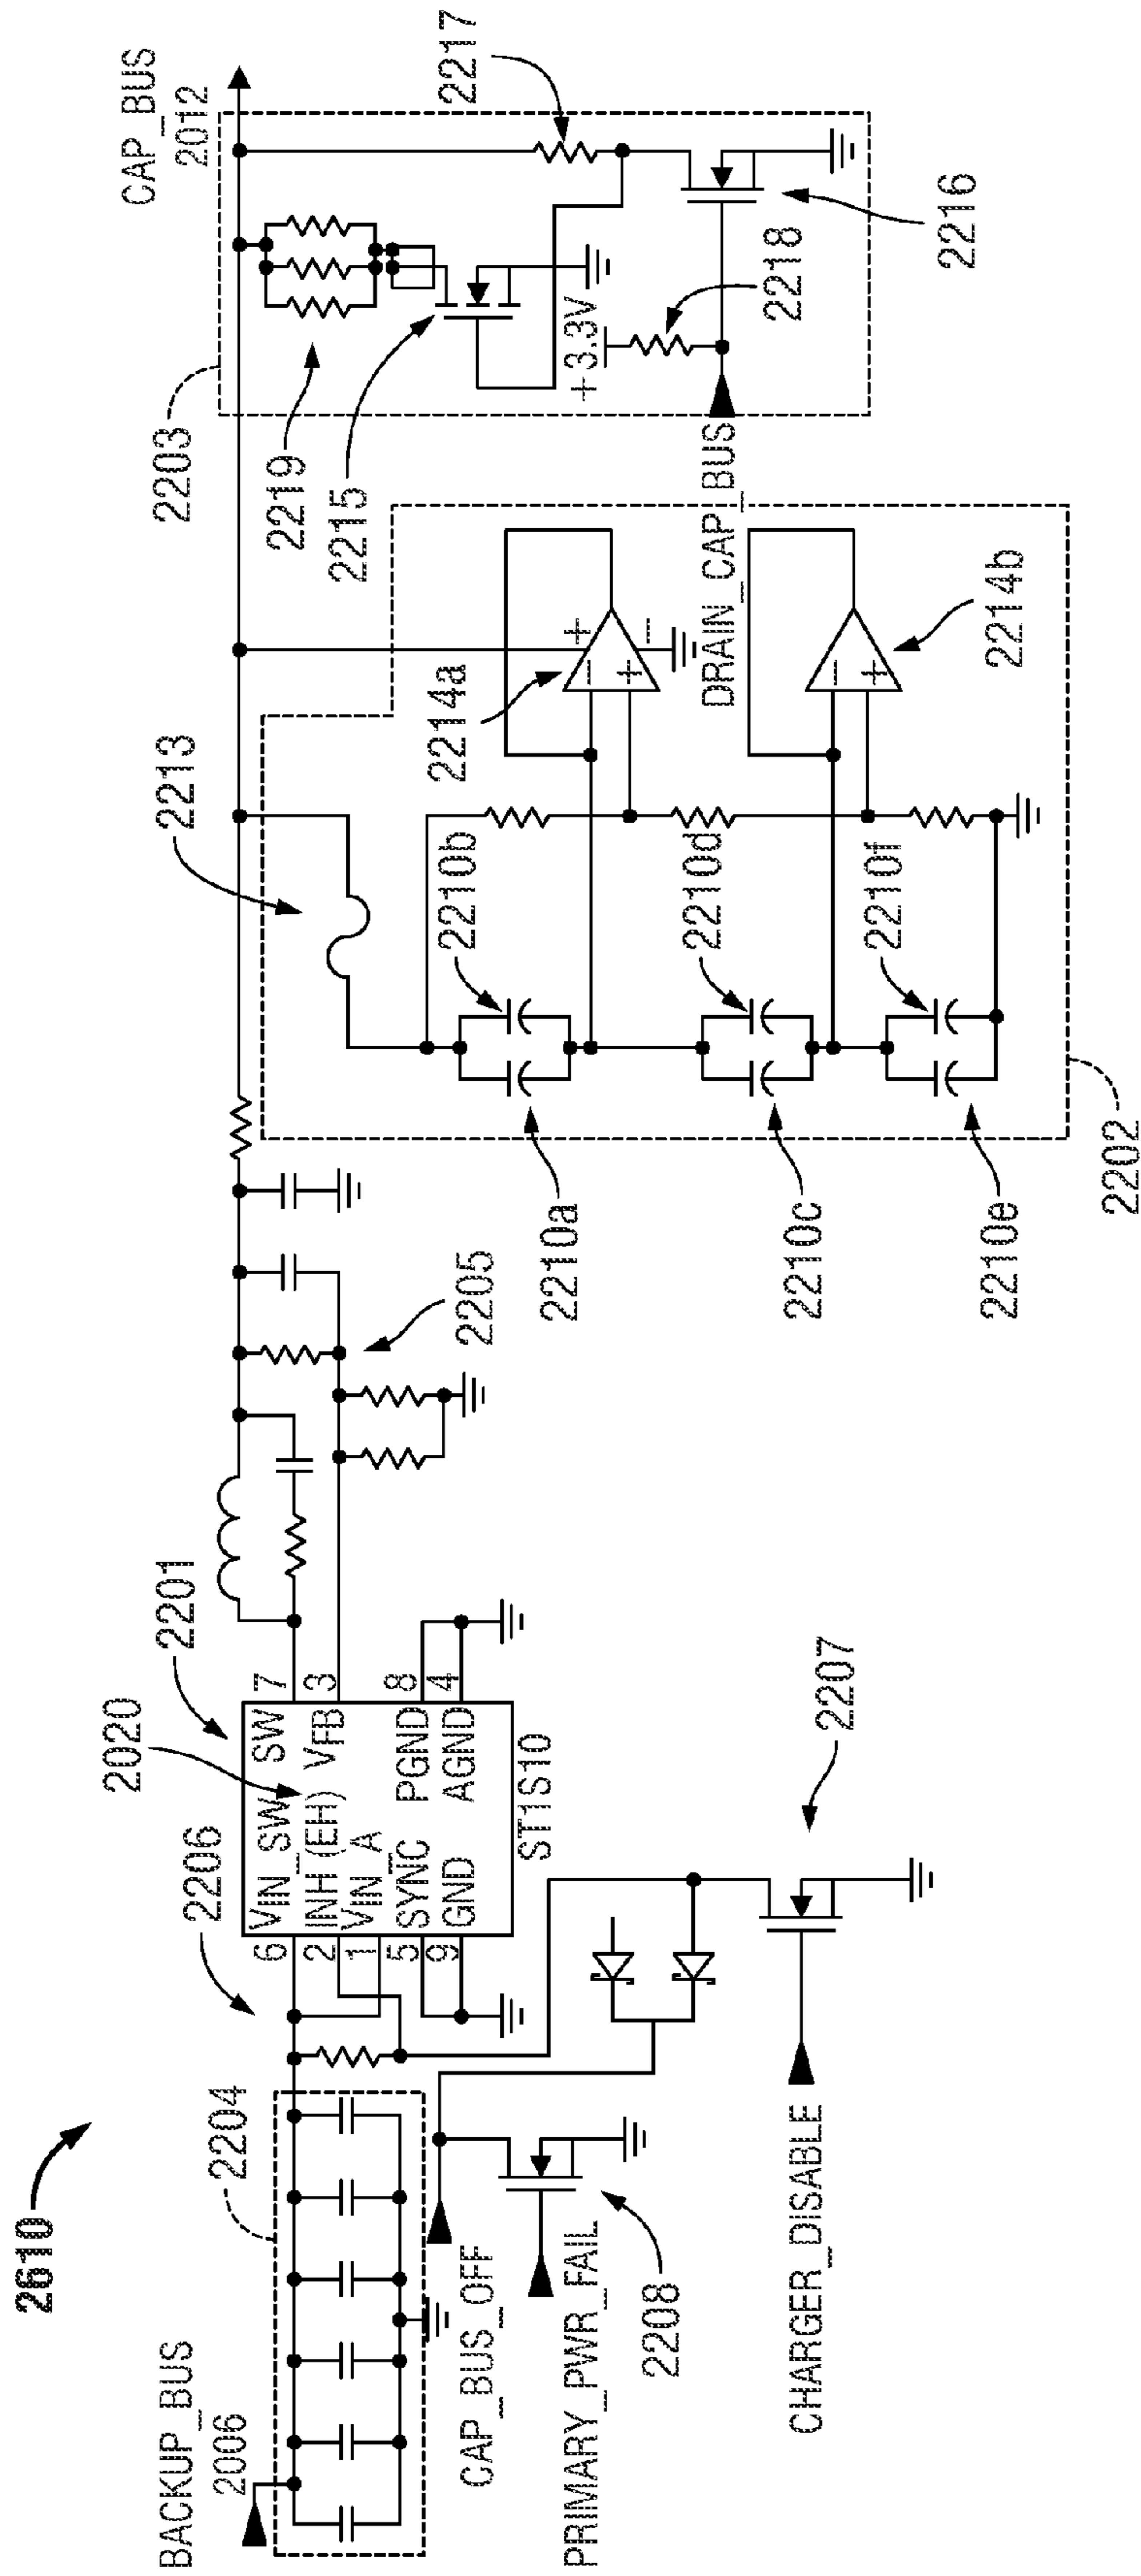 2610
BACKUP_BUS
2006
2204
CAP_BUS_OFF
PRIMARY_PWR_FAIL
2208
CHARGER_DISABLE
2207
2206
2020
2201
6 VIN_SW SW 7
2 INH (EH) VFB 3
1 VIN_A
5 SYNC PGND 8
9 GND AGND 4
ST1S10
2205
2213
2210a
2210b
2210c
2210d
2210e
2210f
2214a
+
−
−
+
2214b
−
+
2202
2203
CAP_BUS
2012
2219
2215
2217
+3.3V
2218
2216
DRAIN_CAP_BUS